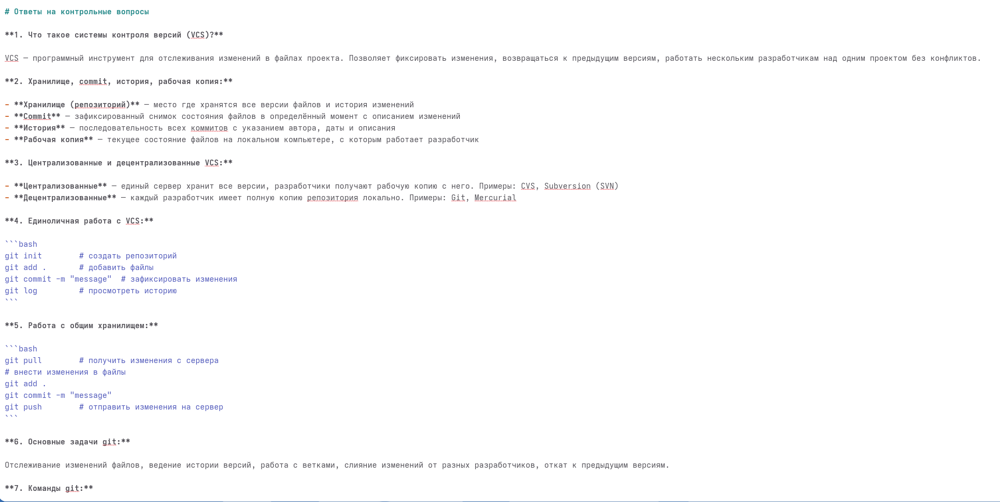 # Ответы на контрольные вопросы
**1. Что такое системы контроля версий (VCS)?**
VCS — программный инструмент для отслеживания изменений в файлах проекта. Позволяет фиксировать изменения, возвращаться к предыдущим версиям, работать нескольким разработчикам над одним проектом без конфликтов.
**2. Хранилище, commit, история, рабочая копия:**
- **Хранилище (репозиторий)** — место где хранятся все версии файлов и история изменений
- **Commit** — зафиксированный снимок состояния файлов в определённый момент с описанием изменений
- **История** — последовательность всех коммитов с указанием автора, даты и описания
- **Рабочая копия** — текущее состояние файлов на локальном компьютере, с которым работает разработчик
**3. Централизованные и децентрализованные VCS:**
- **Централизованные** — единый сервер хранит все версии, разработчики получают рабочую копию с него. Примеры: CVS, Subversion (SVN)
- **Децентрализованные** — каждый разработчик имеет полную копию репозитория локально. Примеры: Git, Mercurial
**4. Единоличная работа с VCS:**
```bash
git init        # создать репозиторий
git add .       # добавить файлы
git commit -m "message"  # зафиксировать изменения
git log         # просмотреть историю
```
**5. Работа с общим хранилищем:**
```bash
git pull        # получить изменения с сервера
# внести изменения в файлы
git add .
git commit -m "message"
git push        # отправить изменения на сервер
```
**6. Основные задачи git:**
Отслеживание изменений файлов, ведение истории версий, работа с ветками, слияние изменений от разных разработчиков, откат к предыдущим версиям.
**7. Команды git:**